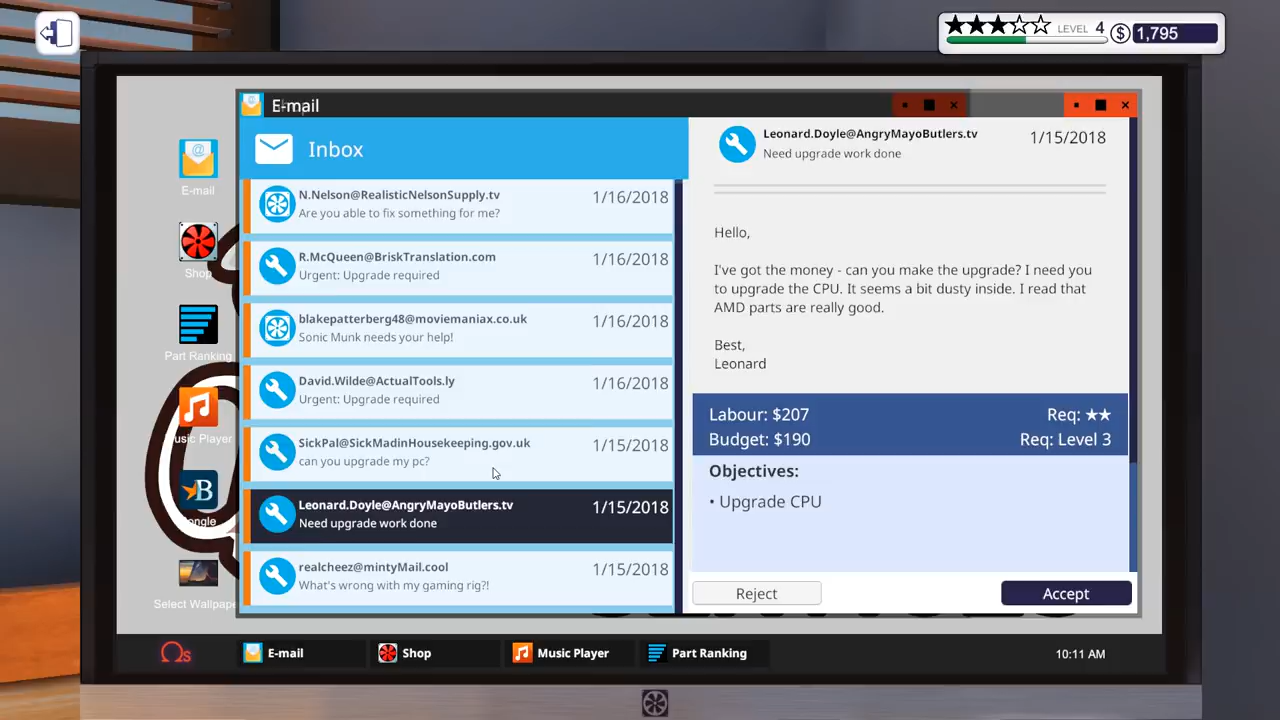 LEVEL 4
$ 1,795
E-mail
Inbox
N.Nelson@RealisticNelsonSupply.tv
1/16/2018
Are you able to fix something for me?
R.McQueen@BriskTranslation.com
1/16/2018
Urgent: Upgrade required
blakepatterberg48@moviemaniax.co.uk
1/16/2018
Sonic Munk needs your help!
David.Wilde@ActualTools.ly
1/16/2018
Urgent: Upgrade required
SickPal@SickMadinHousekeeping.gov.uk
1/15/2018
can you upgrade my pc?
Leonard.Doyle@AngryMayoButlers.tv
1/15/2018
Need upgrade work done
realcheez@mintyMail.cool
1/15/2018
What's wrong with my gaming rig?!
Leonard.Doyle@AngryMayoButlers.tv
1/15/2018
Need upgrade work done
Hello,
I've got the money - can you make the upgrade? I need you
to upgrade the CPU. It seems a bit dusty inside. I read that
AMD parts are really good.
Best,
Leonard
Labour: $207
Req: ★★
Budget: $190
Req: Level 3
Objectives:
• Upgrade CPU
Reject
Accept
E-mail
Shop
Part Ranking
usic Player
ongle
Select Wallpape
E-mail
Shop
Music Player
Part Ranking
10:11 AM